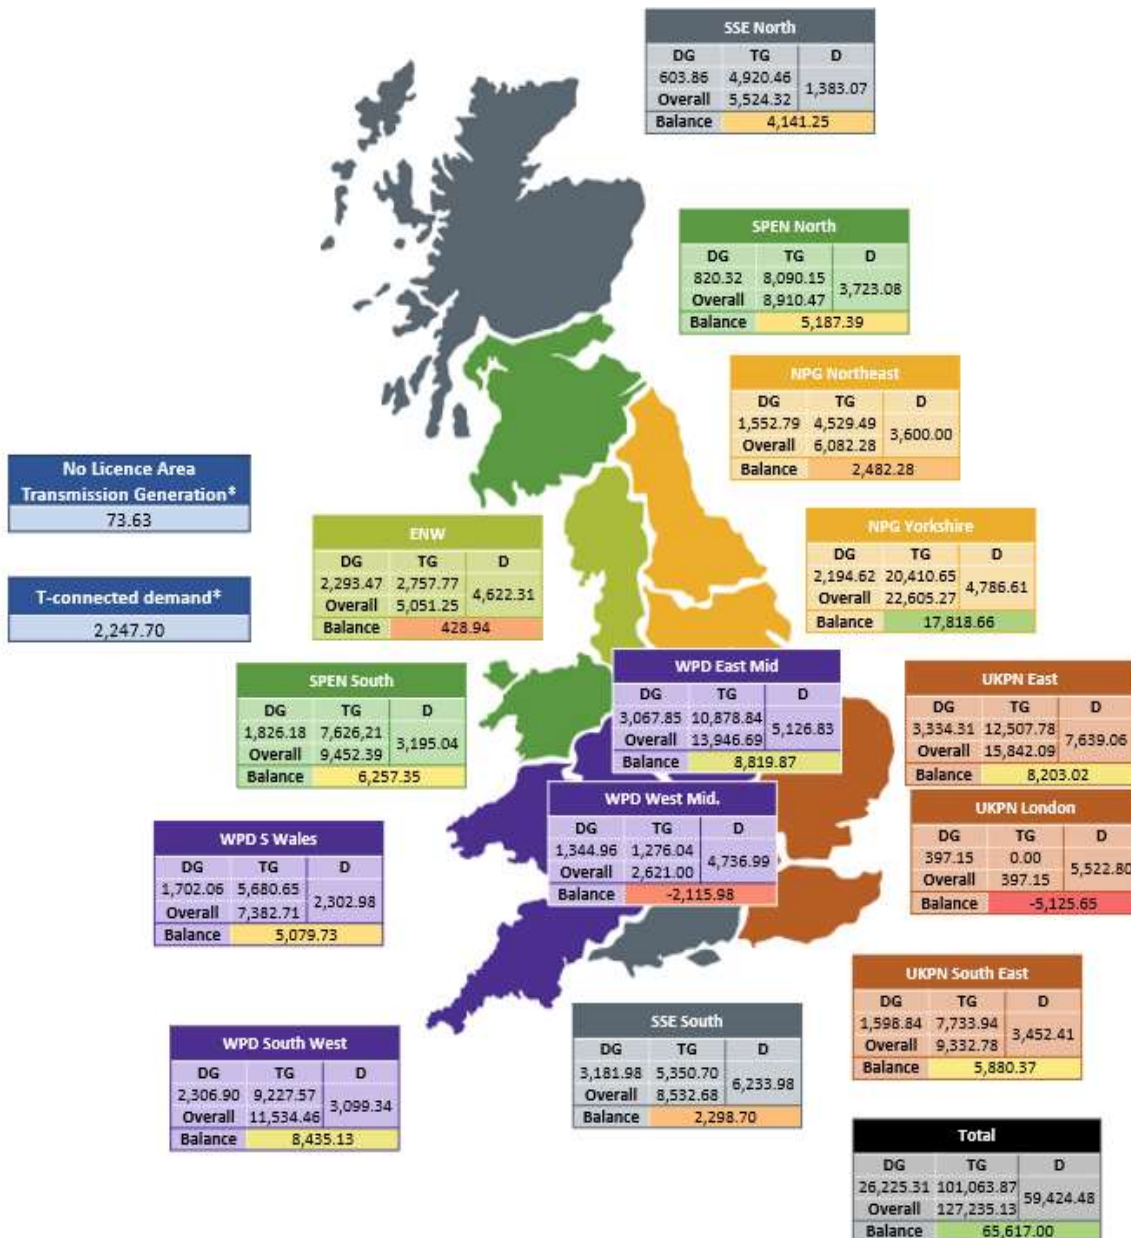 SSE North
DG TG D
603.86 4,920.46 1,383.07
Overall 5,524.32
Balance 4,141.25
SPEN North
DG TG D
820.32 8,090.15 3,723.08
Overall 8,910.47
Balance 5,187.39
NPG Northeast
DG TG D
1,552.79 4,529.49 3,600.00
Overall 6,082.28
Balance 2,482.28
No Licence Area
Transmission Generation*
73.63
T-connected demand*
2,247.70
ENW
DG TG D
2,293.47 2,757.77 4,622.31
Overall 5,051.25
Balance 428.94
NPG Yorkshire
DG TG D
2,194.62 20,410.65 4,786.61
Overall 22,605.27
Balance 17,818.66
SPEN South
DG TG D
1,826.18 7,626,21 3,195.04
Overall 9,452.39
Balance 6,257.35
WPD East Mid
DG TG D
3,067.85 10,878.84 5,126.83
Overall 13,946.69
Balance 8,819.87
UKPN East
DG TG D
3,334.31 12,507.78 7,639.06
Overall 15,842.09
Balance 8,203.02
WPD West Mid.
DG TG D
1,344.96 1,276.04 4,736.99
Overall 2,621.00
Balance -2,115.98
UKPN London
DG TG D
397.15 0.00 5,522.80
Overall 397.15
Balance -5,125.65
WPD S Wales
DG TG D
1,702.06 5,680.65 2,302.98
Overall 7,382.71
Balance 5,079.73
UKPN South East
DG TG D
1,598.84 7,733.94 3,452.41
Overall 9,332.78
Balance 5,880.37
SSE South
DG TG D
3,181.98 5,350.70 6,233.98
Overall 8,532.68
Balance 2,298.70
WPD South West
DG TG D
2,306.90 9,227.57 3,099.34
Overall 11,534.46
Balance 8,435.13
Total
DG TG D
26,225.31 101,063.87 59,424.48
Overall 127,235.13
Balance 65,617.00